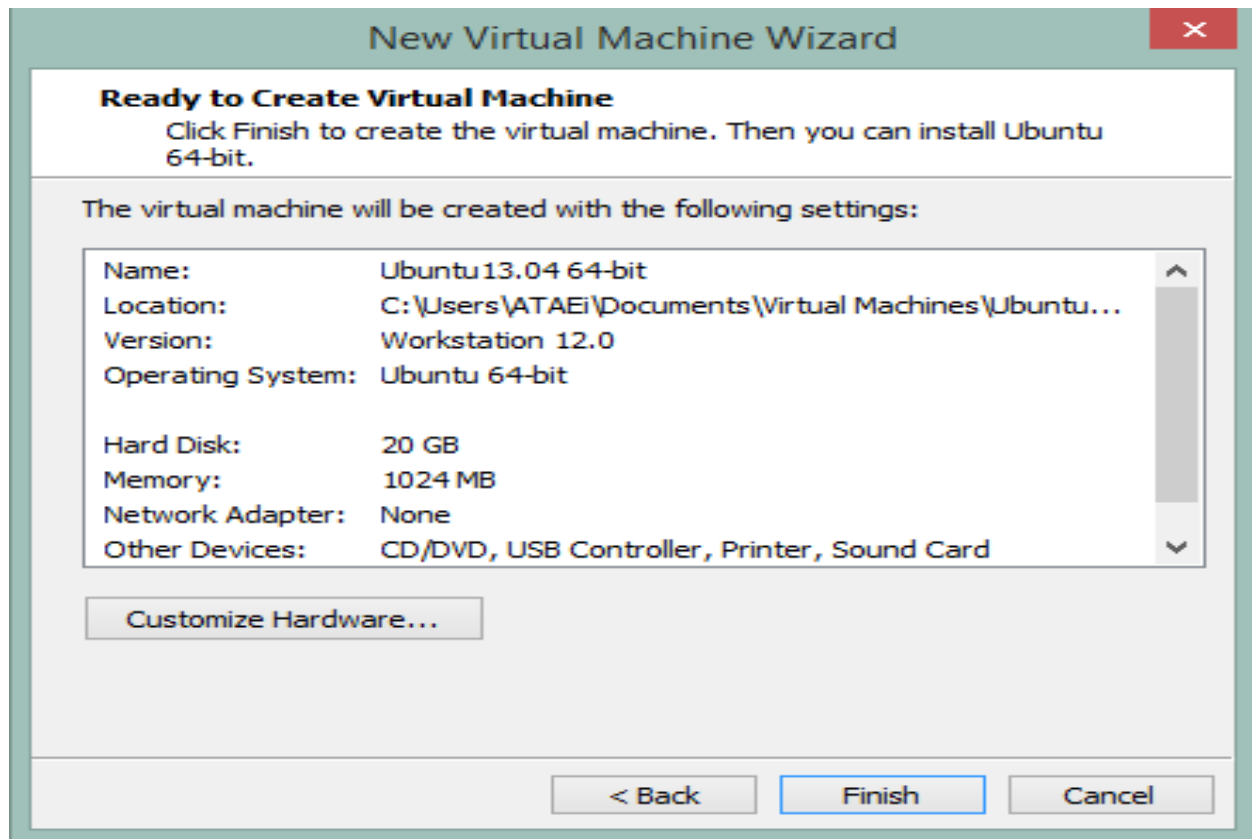 New Virtual Machine Wizard
Ready to Create Virtual Machine
Click Finish to create the virtual machine. Then you can install Ubuntu
64-bit.
The virtual machine will be created with the following settings:
Name: Ubuntu13.04 64-bit
Location: C:\Users\ATAEi\Documents\Virtual Machines\Ubuntu...
Version: Workstation 12.0
Operating System: Ubuntu 64-bit
Hard Disk: 20 GB
Memory: 1024 MB
Network Adapter: None
Other Devices: CD/DVD, USB Controller, Printer, Sound Card
Customize Hardware...
< Back Finish Cancel